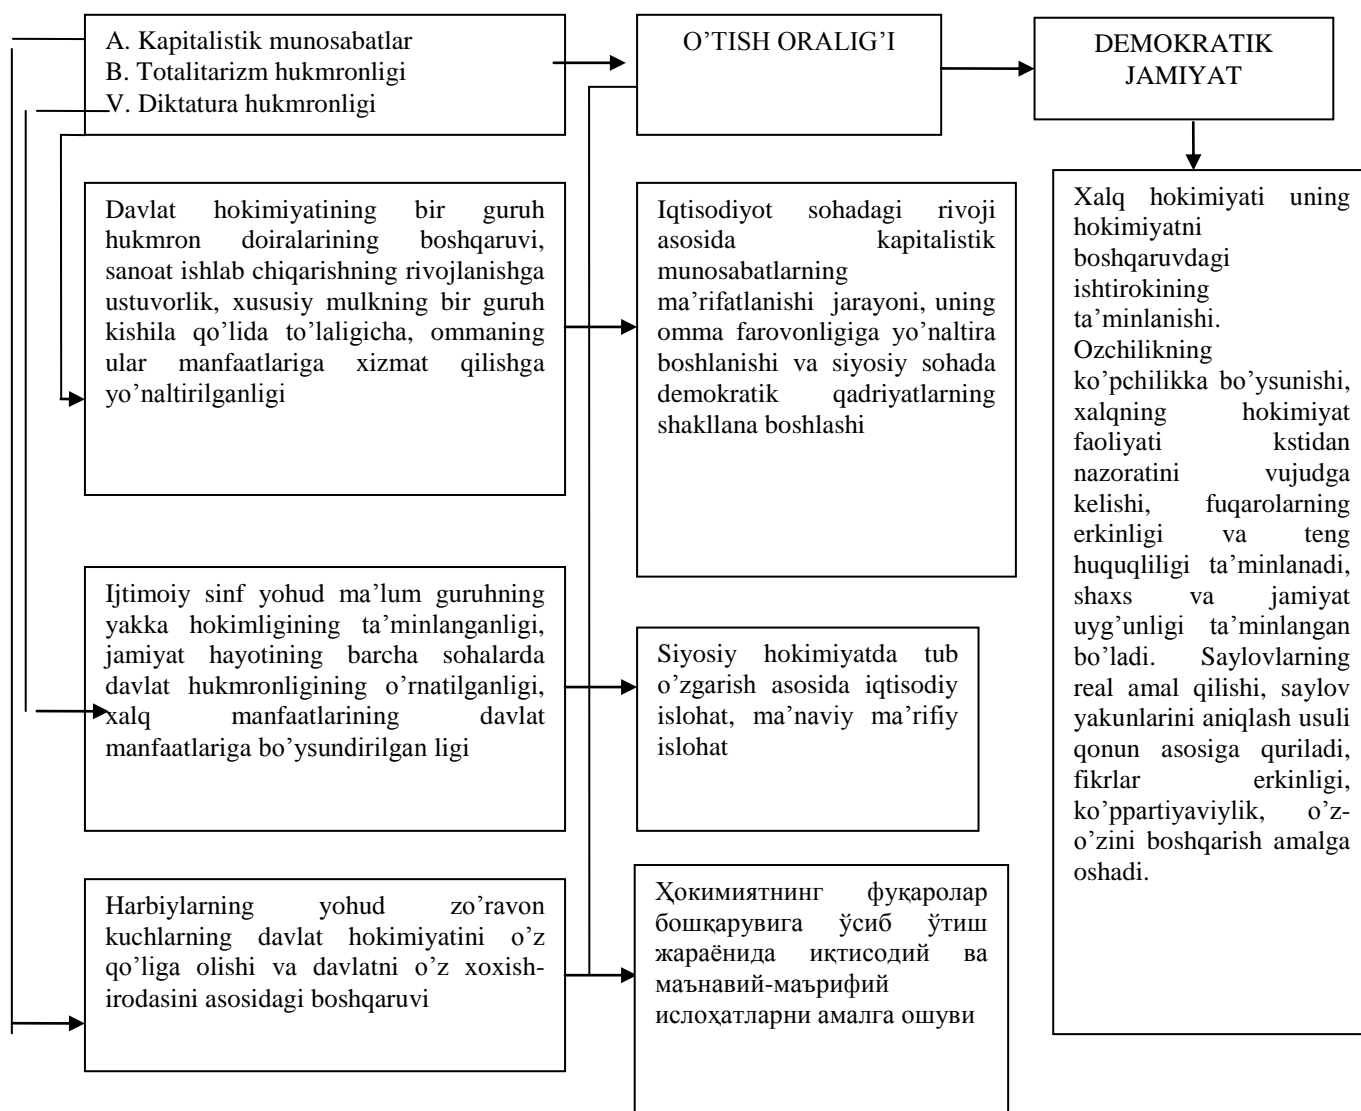 A. Kapitalistik munosabatlar
B. Totalitarizm hukmronligi
V. Diktatura hukmronligi
O’TISH ORALIG’I
DEMOKRATIK
JAMIYAT
Davlat hokimiyatining bir guruh
hukmron doiralarining boshqaruvi,
sanoat ishlab chiqarishning rivojlanishga
ustuvorlik, xususiy mulkning bir guruh
kishila qo’lida to’laligicha, ommaning
ular manfaatlariga xizmat qilishga
yo’naltirilganligi
Iqtisodiyot sohadagi rivoji
asosida kapitalistik
munosabatlarning
ma’rifatlanishi jarayoni, uning
omma farovonligiga yo’naltira
boshlanishi va siyosiy sohada
demokratik qadriyatlarning
shakllana boshlashi
Xalq hokimiyati uning
hokimiyatni
boshqaruvdagi
ishtirokining
ta’minlanishi.
Ozchilikning
ko’pchilikka bo’ysunishi,
xalqning hokimiyat
faoliyati kstidan
nazoratini vujudga
kelishi, fuqarolarning
erkinligi va teng
huquqliligi ta’minlanadi,
shaxs va jamiyat
uyg’unligi ta’minlangan
bo’ladi. Saylovlarning
real amal qilishi, saylov
yakunlarini aniqlash usuli
qonun asosiga quriladi,
fikrlar erkinligi,
ko’ppartiyaviylik, o’z-
o’zini boshqarish amalga
oshadi.
Ijtimoiy sinf yohud ma’lum guruhning
yakka hokimligining ta’minlanganligi,
jamiyat hayotining barcha sohalarda
davlat hukmronligining o’rnatilganligi,
xalq manfaatlarining davlat
manfaatlariga bo’ysundirilgan ligi
Siyosiy hokimiyatda tub
o’zgarish asosida iqtisodiy
islohat, ma’naviy ma’rifiy
islohat
Harbiylarning yohud zo’ravon
kuchlarning davlat hokimiyatini o’z
qo’liga olishi va davlatni o’z xoxish-
irodasini asosidagi boshqaruvi
Ҳокимиятнинг фуқаролар
бошқарувига ўсиб ўтиш
жараёнида иқтисодий ва
маънавий-маърифий
ислоҳатларни амалга ошуви